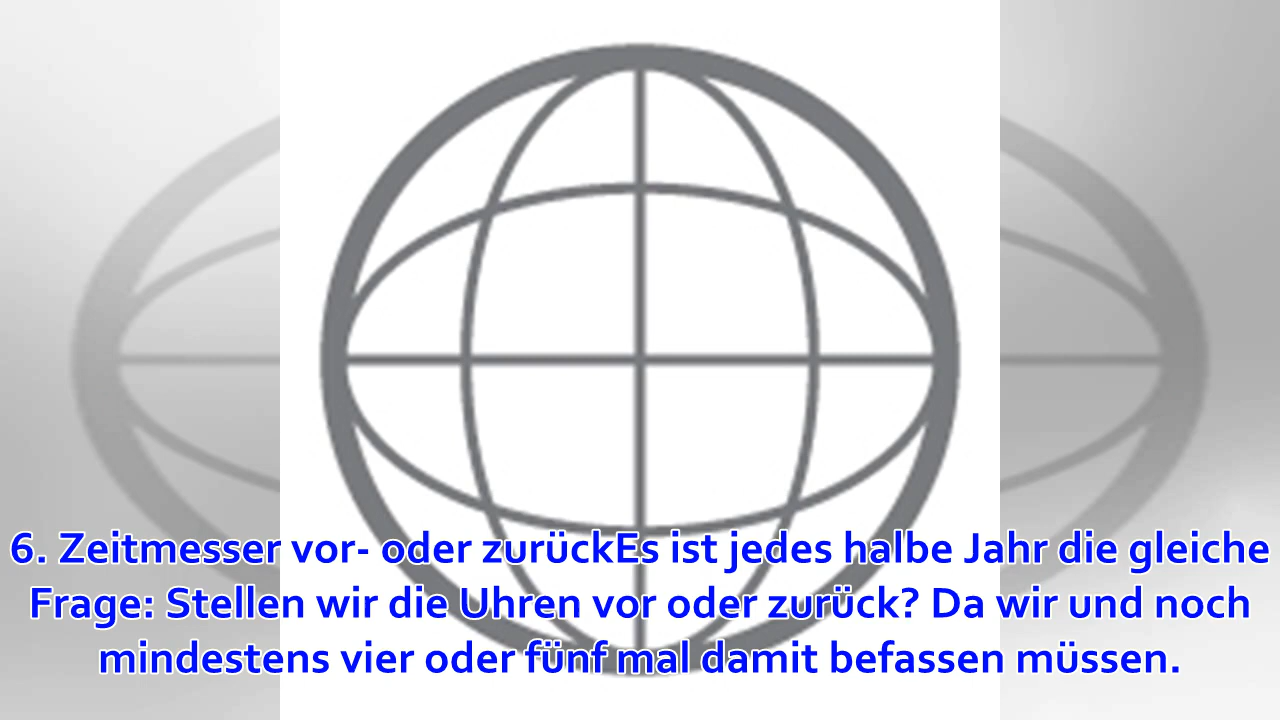 6. Zeitmesser vor- oder zurückEs ist jedes halbe Jahr die gleiche
Frage: Stellen wir die Uhren vor oder zurück? Da wir und noch
mindestens vier oder fünf mal damit befassen müssen.